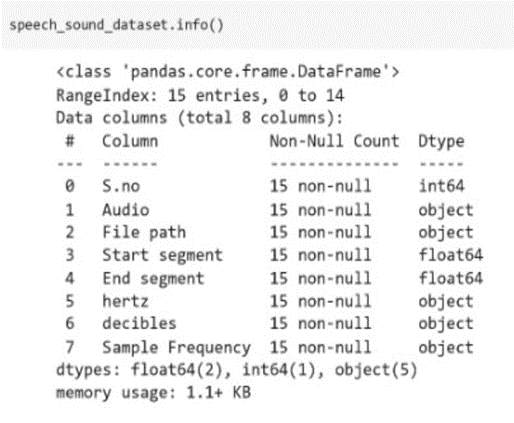 speech_sound_dataset.info()
<class 'pandas.core.frame.DataFrame'>
RangeIndex: 15 entries, 0 to 14
Data columns (total 8 columns):
#   Column            Non-Null Count  Dtype
---  ------            --------------  -----
0   S.no              15 non-null     int64
1   Audio             15 non-null     object
2   File path         15 non-null     object
3   Start segment     15 non-null     float64
4   End segment       15 non-null     float64
5   hertz             15 non-null     object
6   decibles          15 non-null     object
7   Sample Frequency  15 non-null     object
dtypes: float64(2), int64(1), object(5)
memory usage: 1.1+ KB